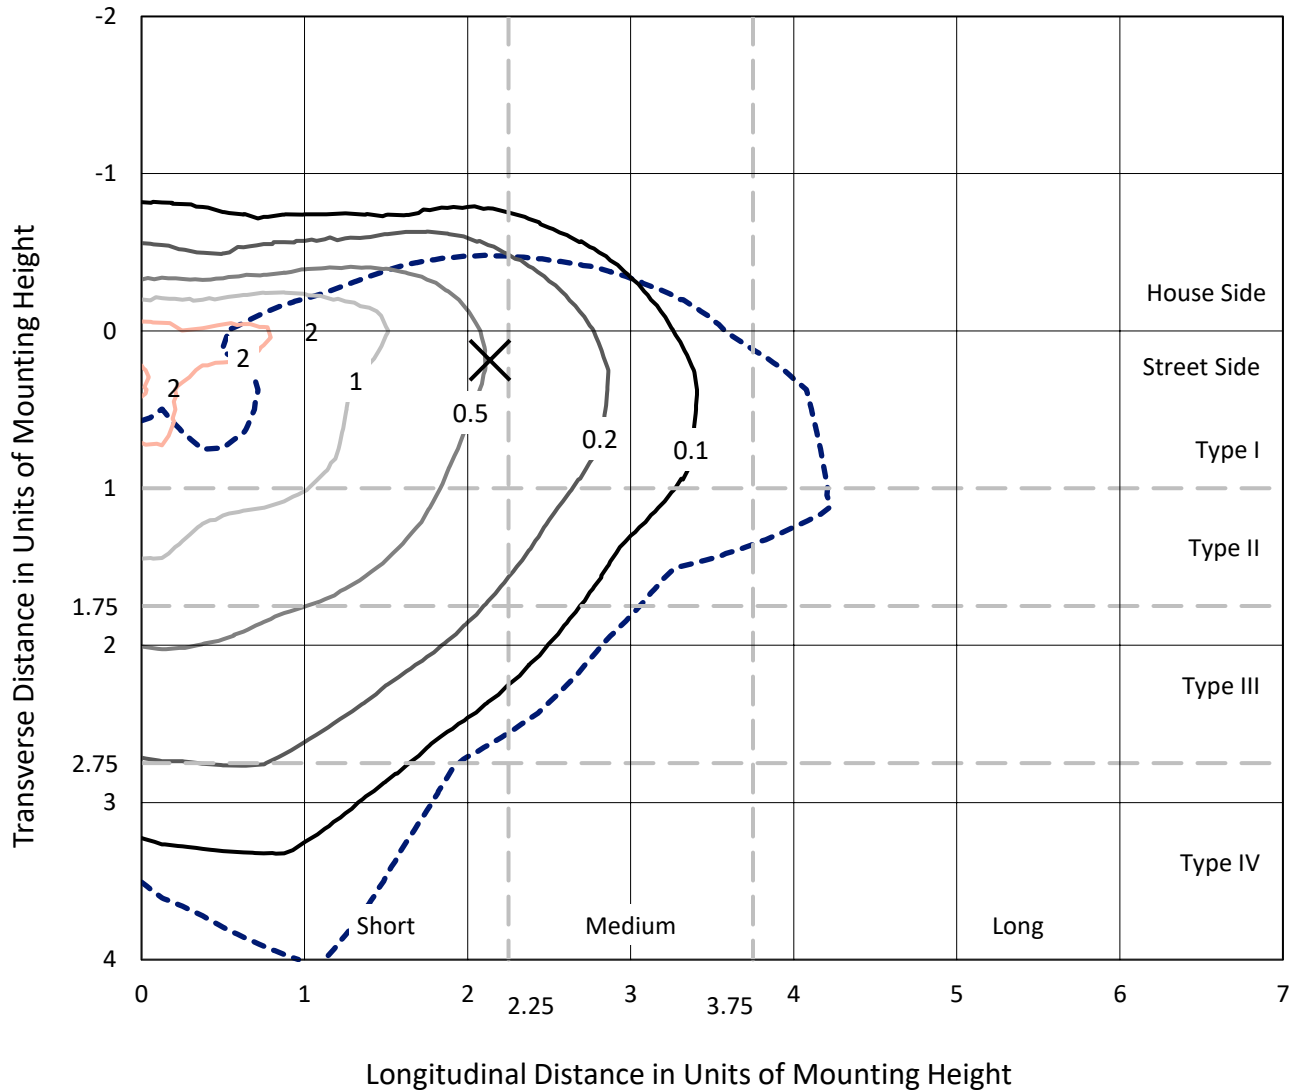 -2
-1
House Side
0
2
Street Side
2
2
1
0.5
0.2
0.1
Type I
1
Type II
1.75
2
Type III
2.75
3
Type IV
Short
Medium
Long
4
0
1
2
2.25
3
3.75
4
5
6
7
Transverse Distance in Units of Mounting Height
Longitudinal Distance in Units of Mounting Height